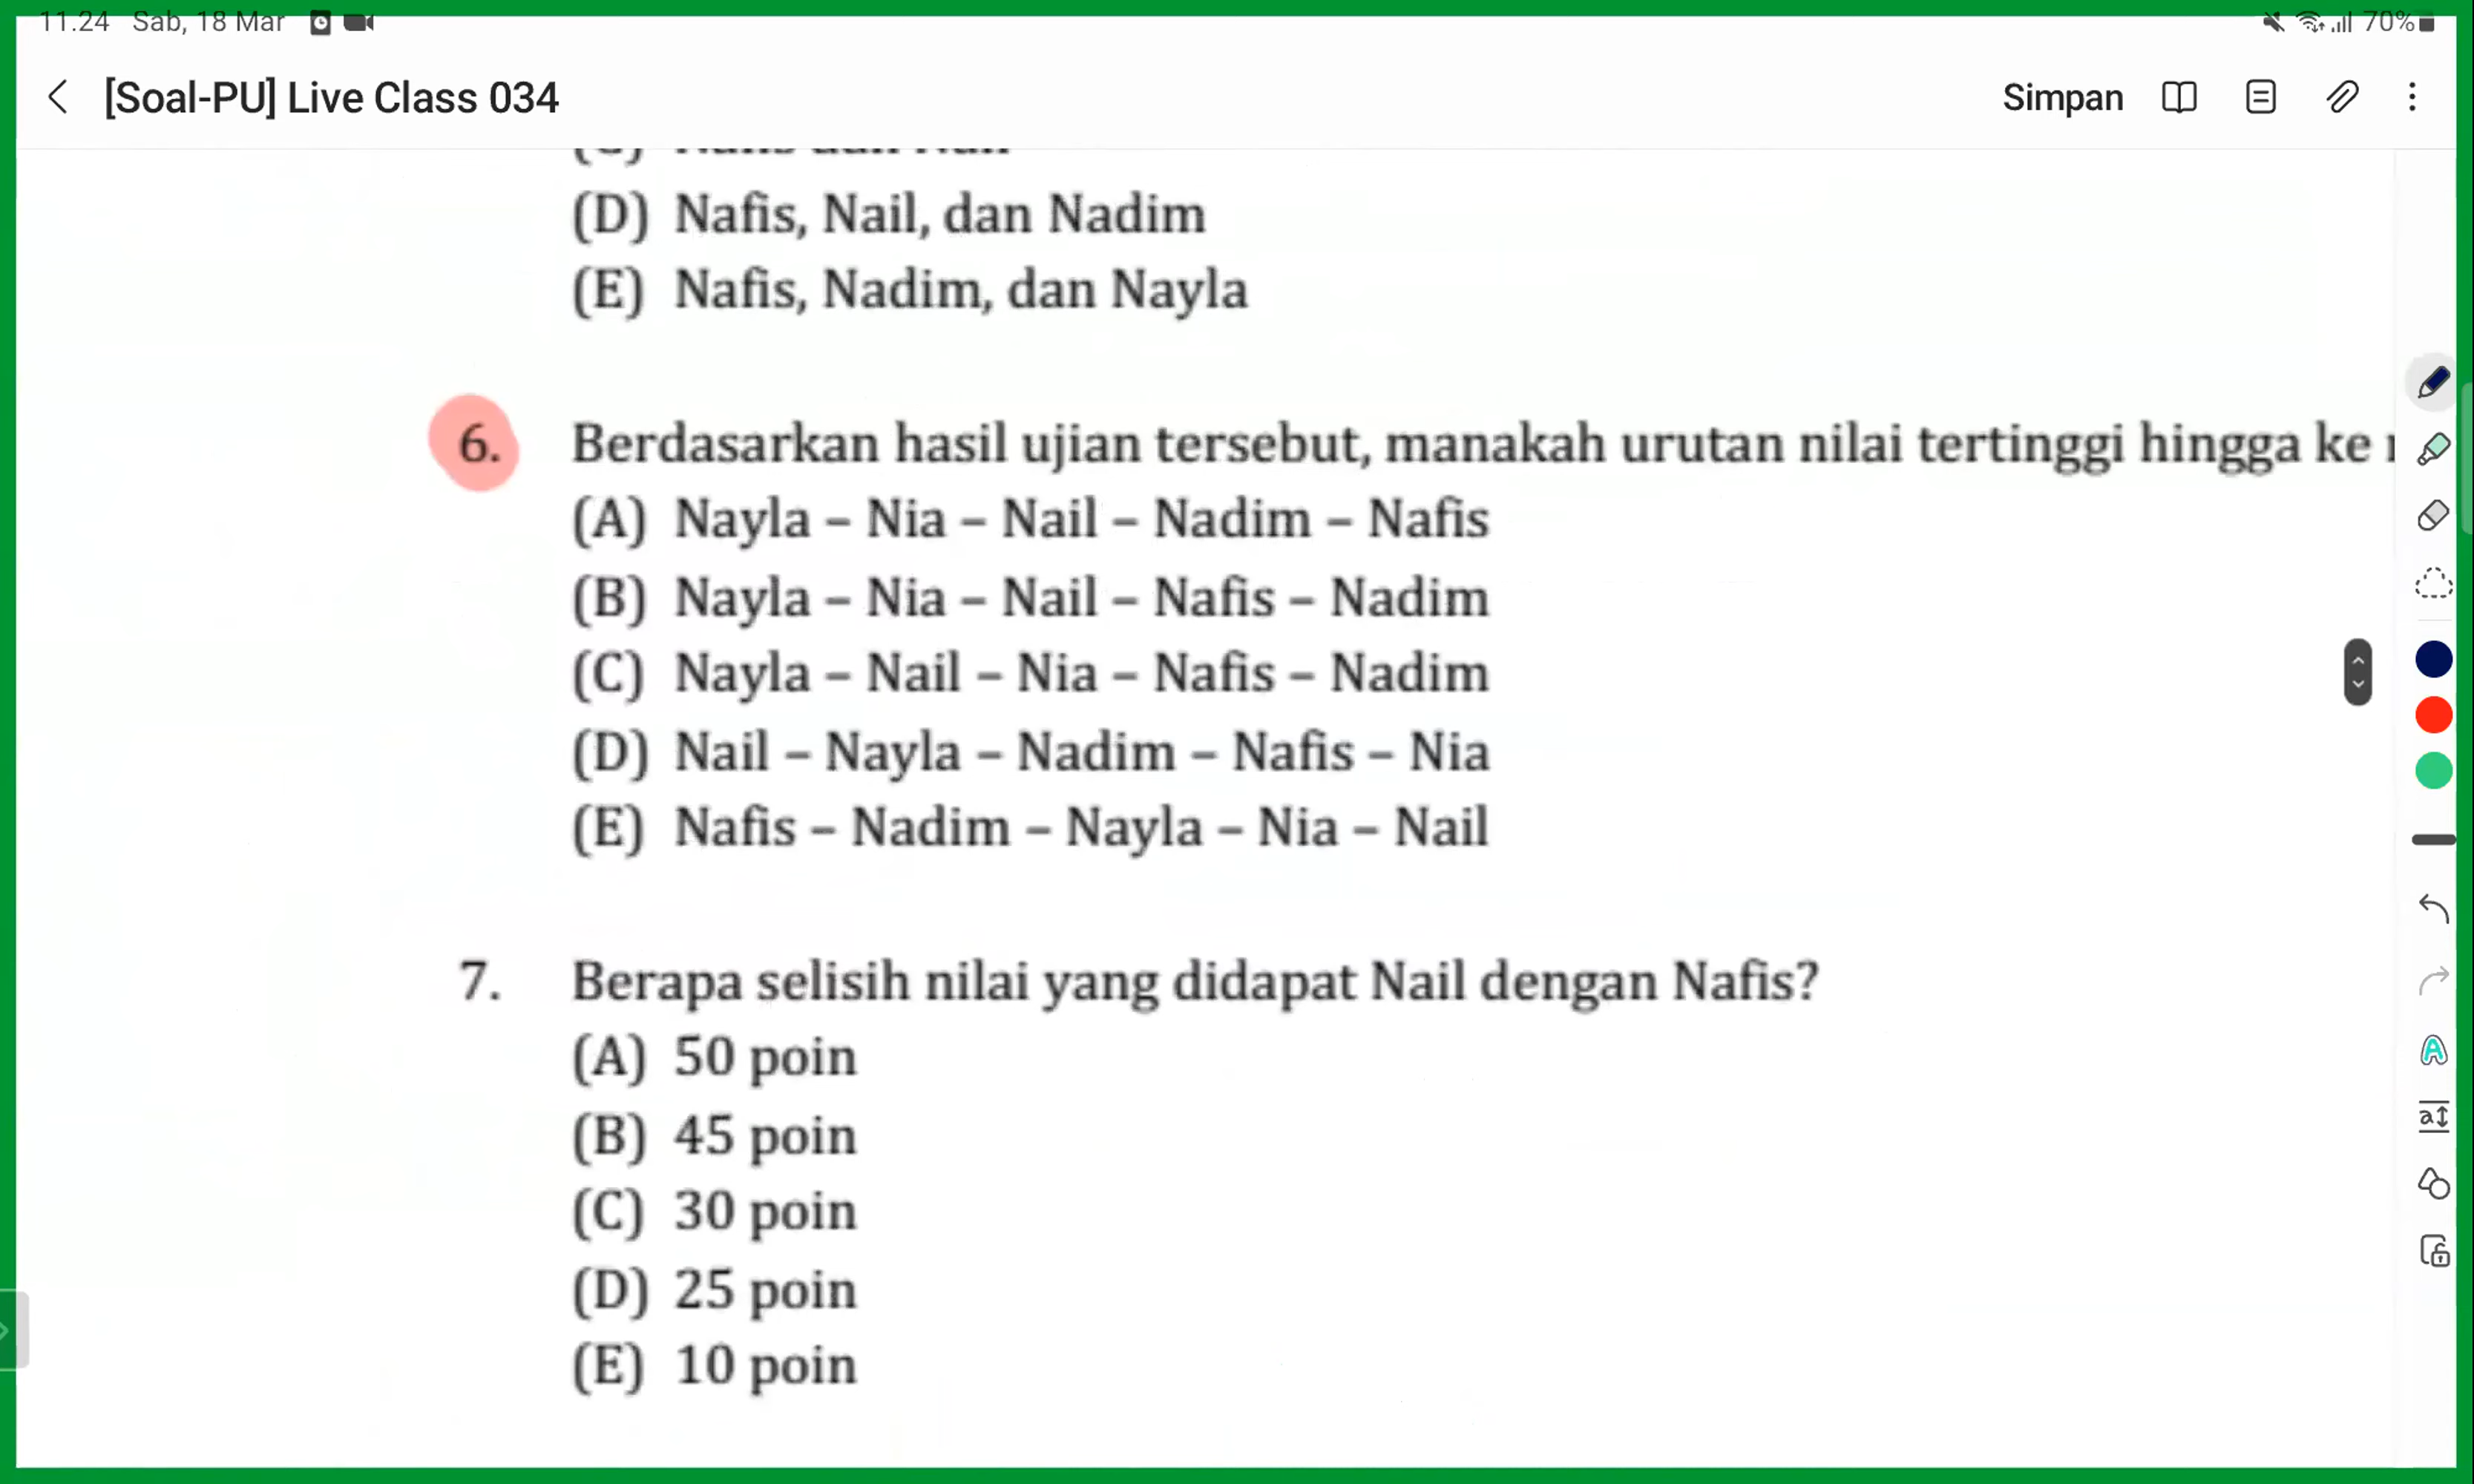 11.24 Sab, 18 Mar 70%
[Soal-PU] Live Class 034 Simpan
(D) Nafis, Nail, dan Nadim
(E) Nafis, Nadim, dan Nayla
6. Berdasarkan hasil ujian tersebut, manakah urutan nilai tertinggi hingga ke
(A) Nayla – Nia – Nail – Nadim – Nafis
(B) Nayla – Nia – Nail – Nafis – Nadim
(C) Nayla – Nail – Nia – Nafis – Nadim
(D) Nail – Nayla – Nadim – Nafis – Nia
(E) Nafis – Nadim – Nayla – Nia – Nail
7. Berapa selisih nilai yang didapat Nail dengan Nafis?
(A) 50 poin
(B) 45 poin
(C) 30 poin
(D) 25 poin
(E) 10 poin